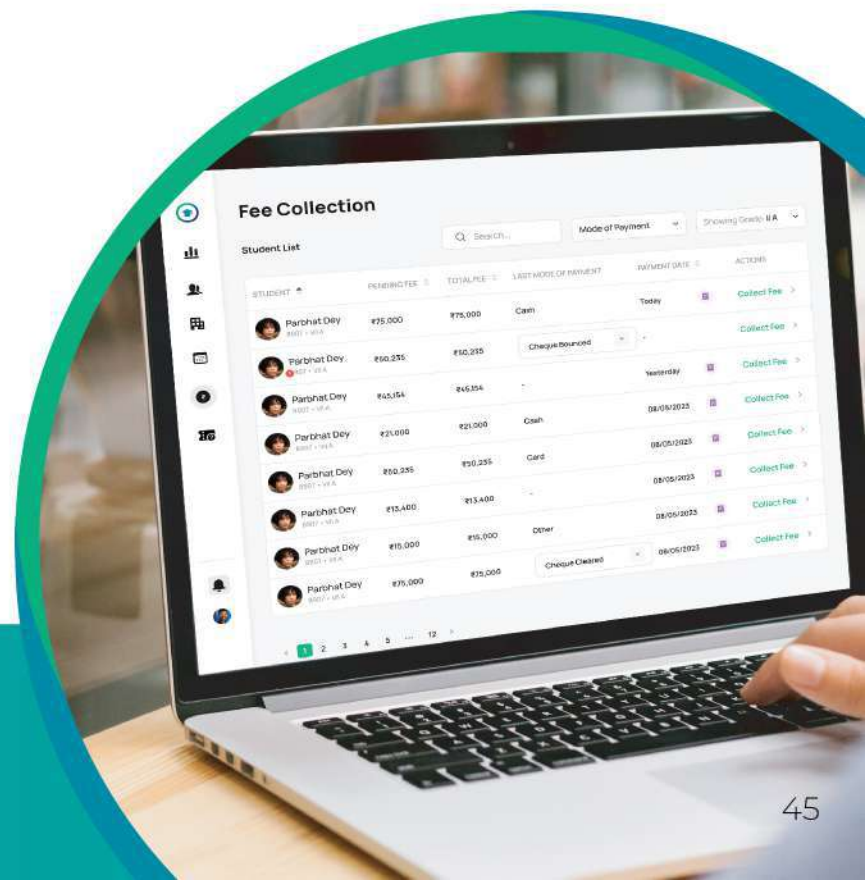 Fee Collection
Student List
Search...
Mode of Payment
Showing Grade: II A
STUDENT PENDING FEE TOTAL FEE LAST MODE OF PAYMENT PAYMENT DATE ACTIONS
Parbhat Dey ₹75,000 ₹75,000 Cash Today Collect Fee >
Parbhat Dey ₹50,235 ₹50,235 Cheque Bounced - Collect Fee >
Parbhat Dey ₹45,154 ₹45,154 - Yesterday Collect Fee >
Parbhat Dey ₹21,000 ₹21,000 Cash 08/05/2023 Collect Fee >
Parbhat Dey ₹50,235 ₹50,235 Card 08/05/2023 Collect Fee >
Parbhat Dey ₹13,400 ₹13,400 - 08/05/2023 Collect Fee >
Parbhat Dey ₹15,000 ₹15,000 Other 08/05/2023 Collect Fee >
Parbhat Dey ₹75,000 ₹75,000 Cheque Cleared 08/05/2023 Collect Fee >
< 1 2 3 4 5 ... 12 >
45